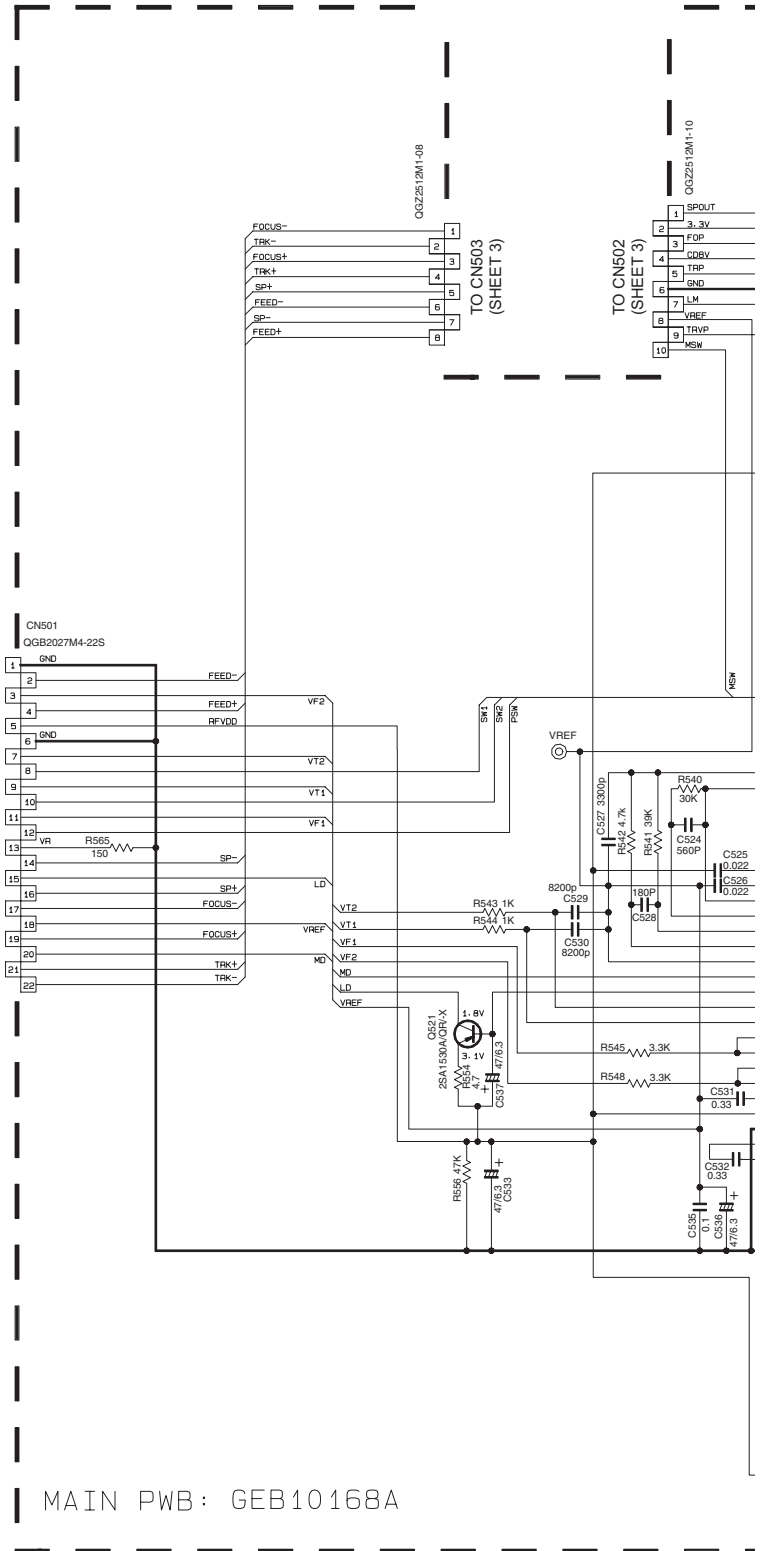 QGZ2512M1-08
QGZ2512M1-10
FOCUS- 1
TRK- 2
FOCUS+ 3
TRK+ 4
SP+ 5
FEED- 6
SP- 7
FEED+ 8
TO CN503
(SHEET 3)
TO CN502
(SHEET 3)
1 SPOUT
2 3.3V
3 FOP
4 CDBV
5 TRP
6 GND
7 LM
8 VREF
9 TRVP
10 MSW
CN501
QGB2027M4-22S
1 GND
2 FEED-
3 VF2
4 FEED+
5 RFVDD
6 GND
7 VT2
8
9 VT1
10
11 VF1
12
13 VR R565
150
14 SP-
15 LD
16 SP+
17 FOCUS-
18 VREF
19 FOCUS+
20 MD
21 TRK+
22 TRK-
SW1
SW2
PSW
MSW
VREF
C527 3300p
R542 4.7k
R541 39K
R540
30K
C524
560P
C525
0.022
C526
0.022
180P
C528
8200p
C529
C530
8200p
R543 1K
R544 1K
VT2
VT1
VF1
VF2
MD
LD
VREF
Q521
2SA1530A/QR/-X
1.8V
3.1V
R554
4.7
+
47/6.3
C537
R545 3.3K
R548 3.3K
C531
0.33
C532
0.33
R556 47K
+
47/6.3
C533
C535
0.1
C536
+
47/6.3
MAIN PWB: GEB10168A